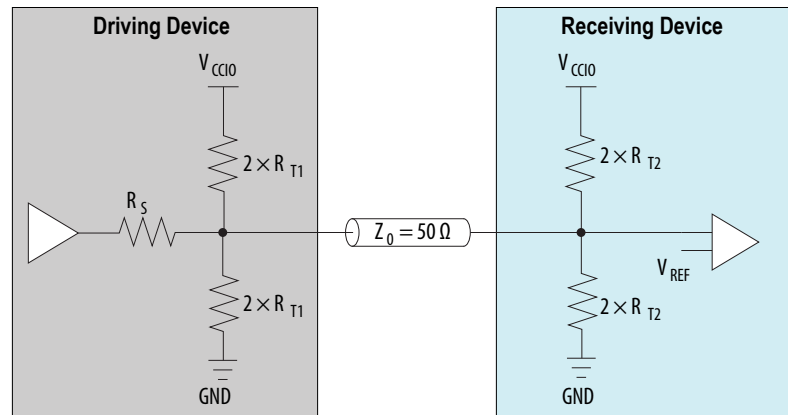 Driving Device
V CCIO
2 × R T1
R S
2 × R T1
GND
Z 0 = 50 Ω
Receiving Device
V CCIO
2 × R T2
V REF
2 × R T2
GND